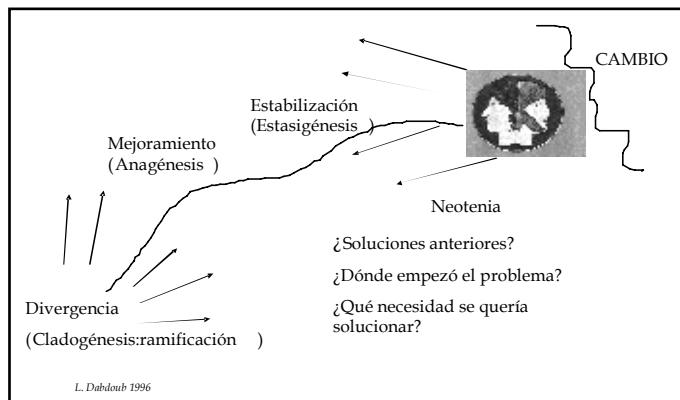 CAMBIO
Estabilización
(Estasigénesis )
Mejoramiento
(Anagénesis )
Neotenia
¿Soluciones anteriores?
¿Dónde empezó el problema?
¿Qué necesidad se quería
solucionar?
Divergencia
(Cladogénesis:ramificación )
L. Dabdoub 1996